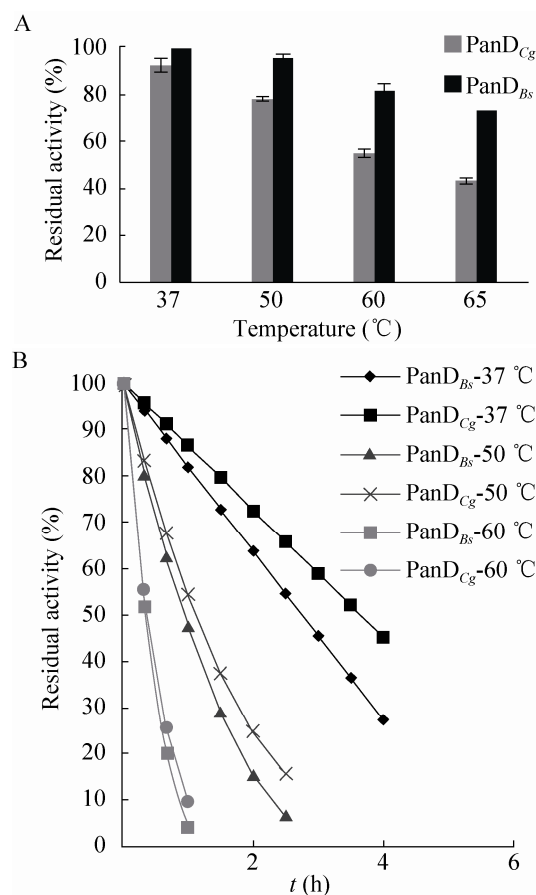 A
Residual activity (%)
100
80
60
40
20
0
37 50 60 65
Temperature (℃)
PanDCg
PanDBs
B
Residual activity (%)
100
90
80
70
60
50
40
30
20
10
0
2 4 6
t (h)
PanDBs-37 ℃
PanDCg-37 ℃
PanDBs-50 ℃
PanDCg-50 ℃
PanDBs-60 ℃
PanDCg-60 ℃